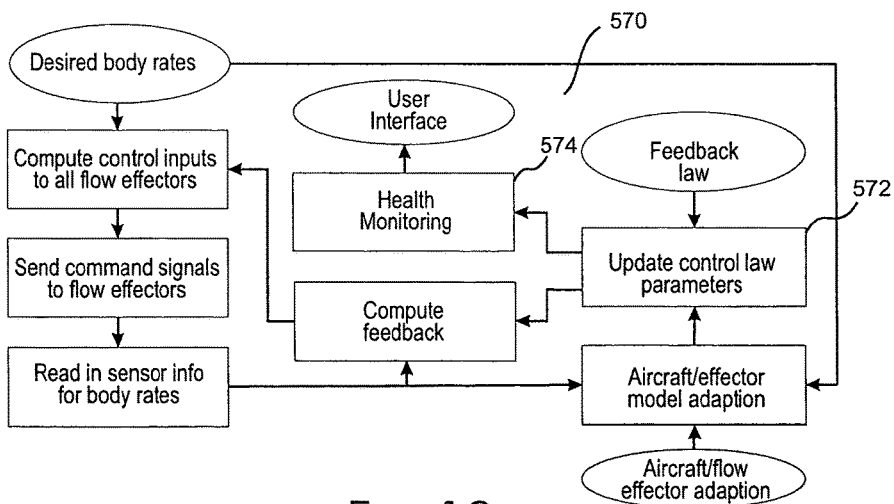 570
Desired body rates
User
Interface
574
Feedback
law
572
Compute control inputs
to all flow effectors
Health
Monitoring
Send command signals
to flow effectors
Update control law
parameters
Compute
feedback
Read in sensor info
for body rates
Aircraft/effector
model adaption
Aircraft/flow
effector adaption